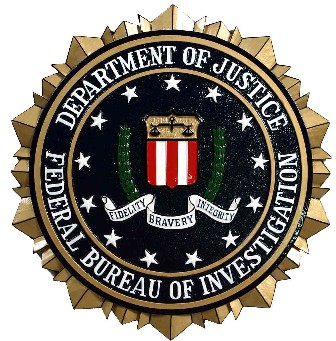 DEPARTMENT OF JUSTICE
FIDELITY
BRAVERY
INTEGRITY
FEDERAL BUREAU OF INVESTIGATION